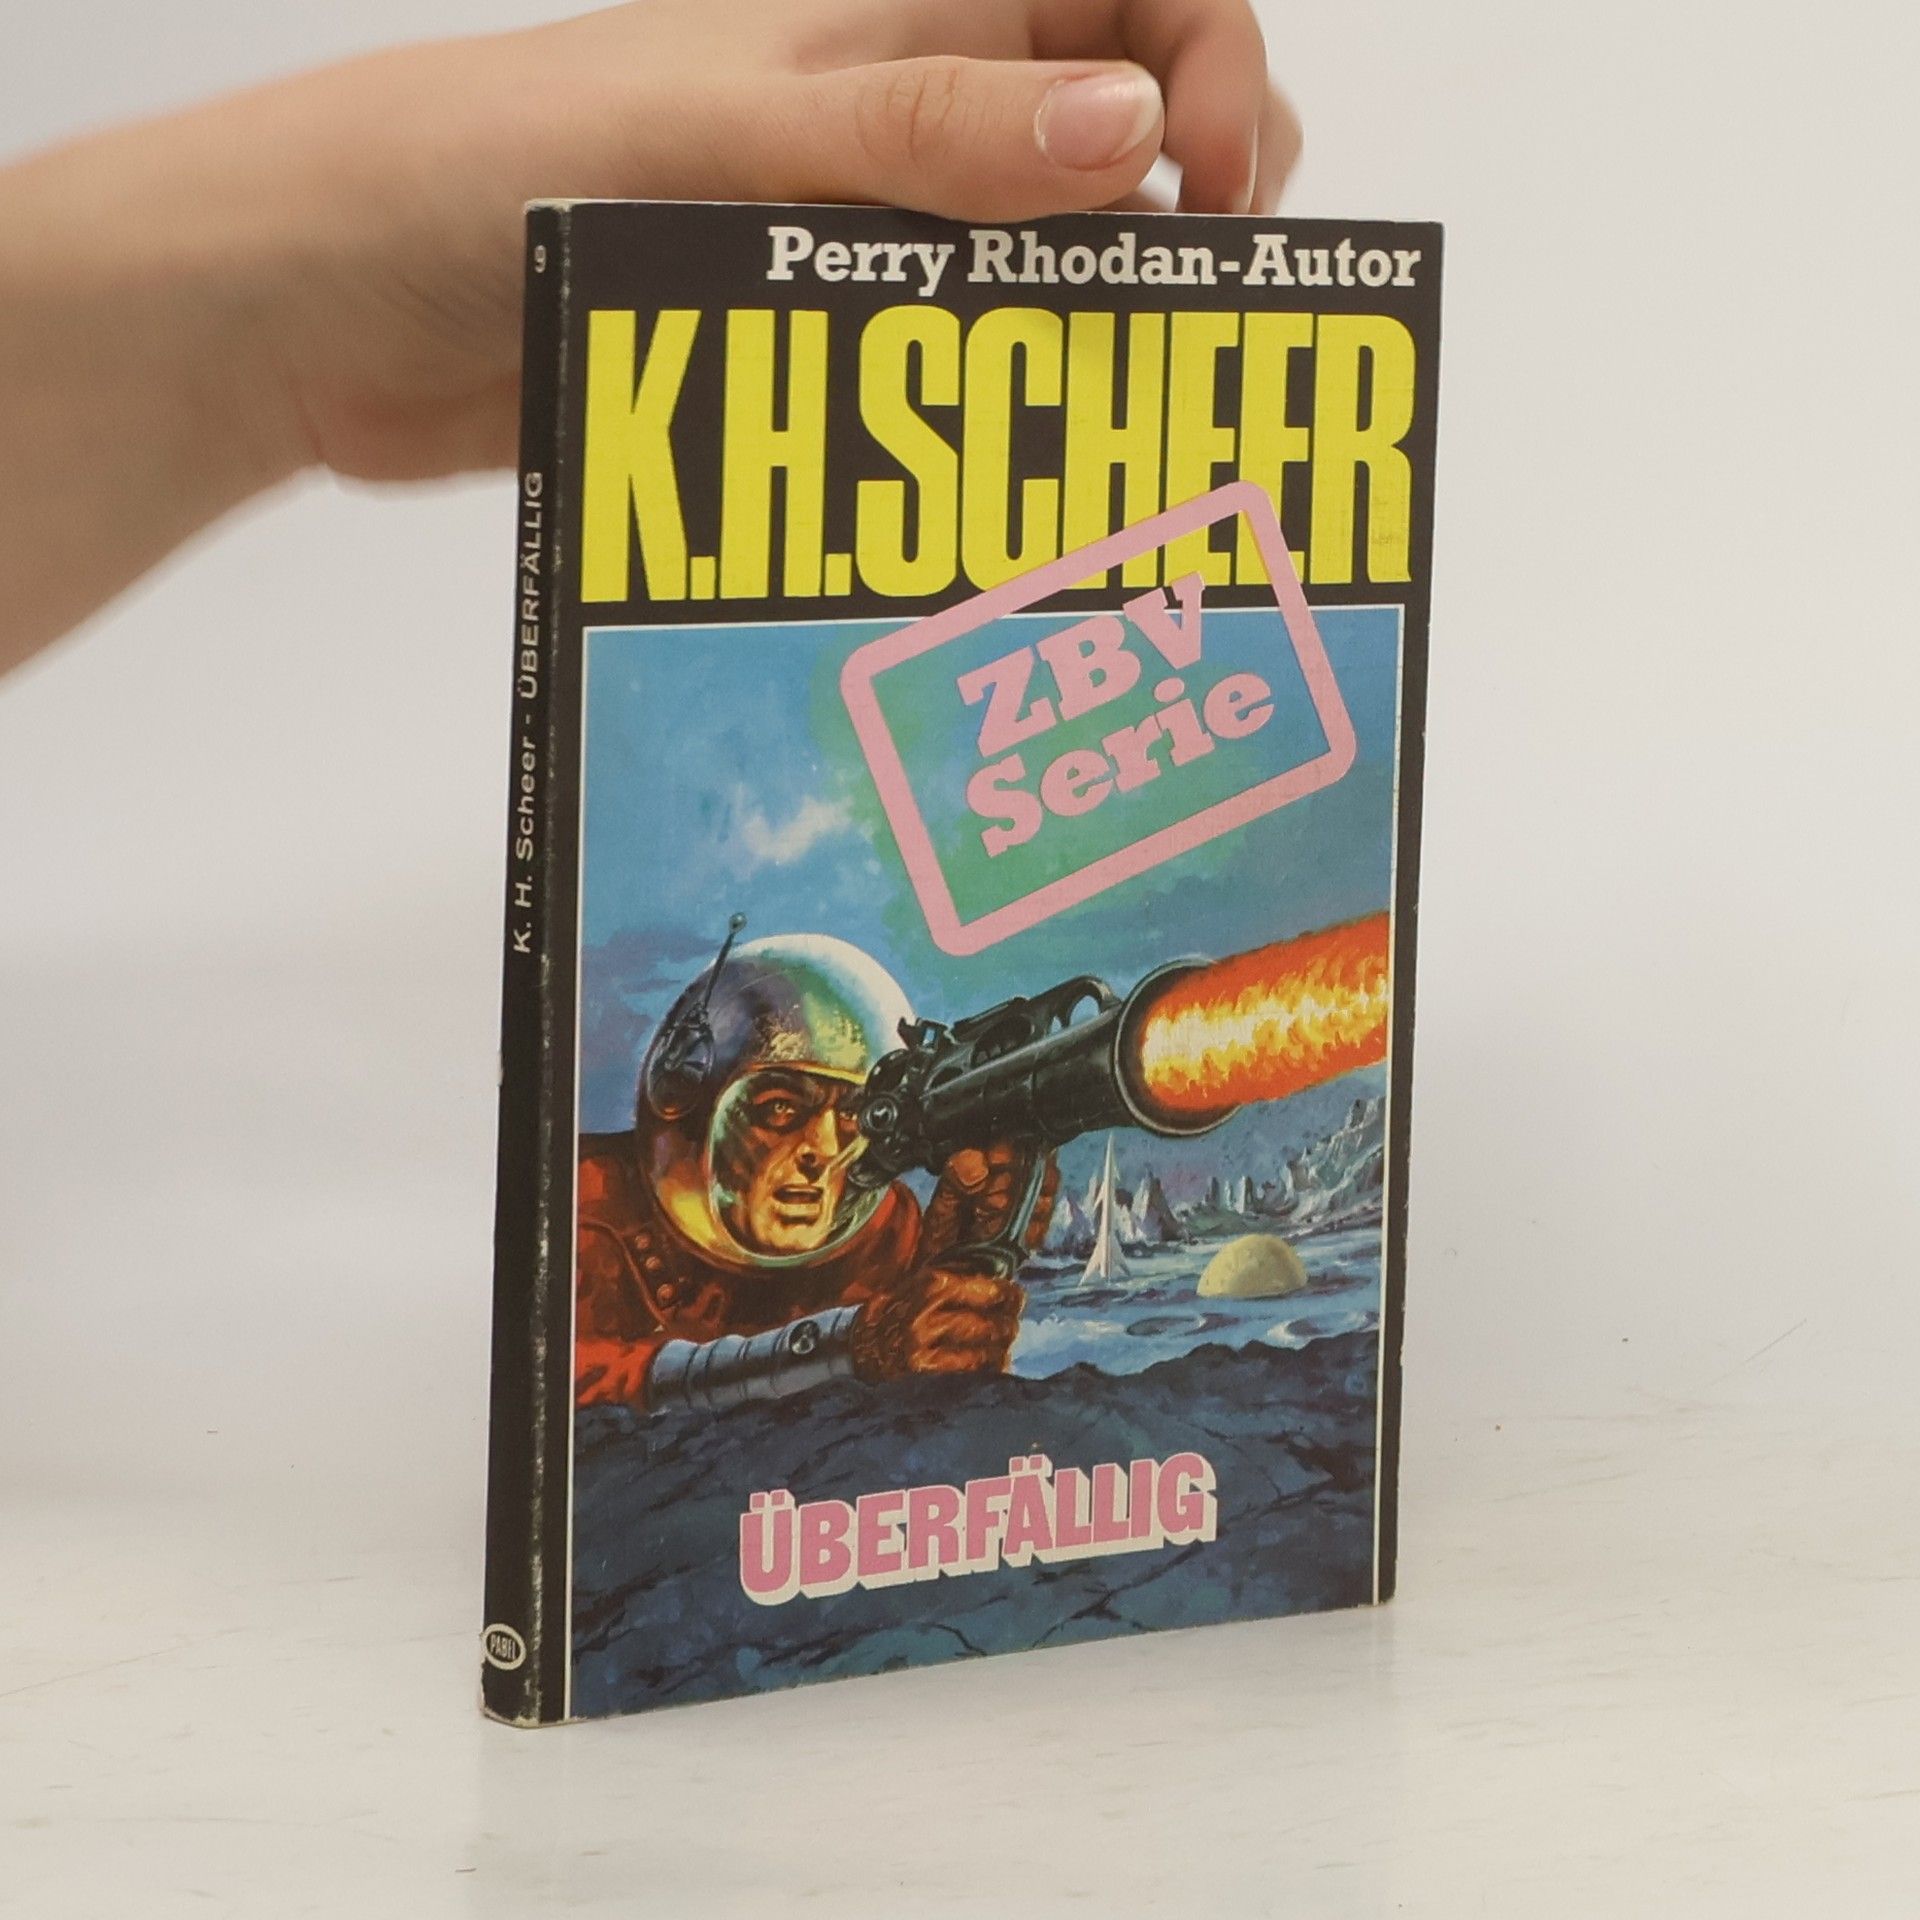 Perry Rhodan-Autor
K.H.SCHEER
ZBV
Serie
ÜBERFÄLLIG
9
K. H. Scheer - ÜBERFÄLLIG
PABEL